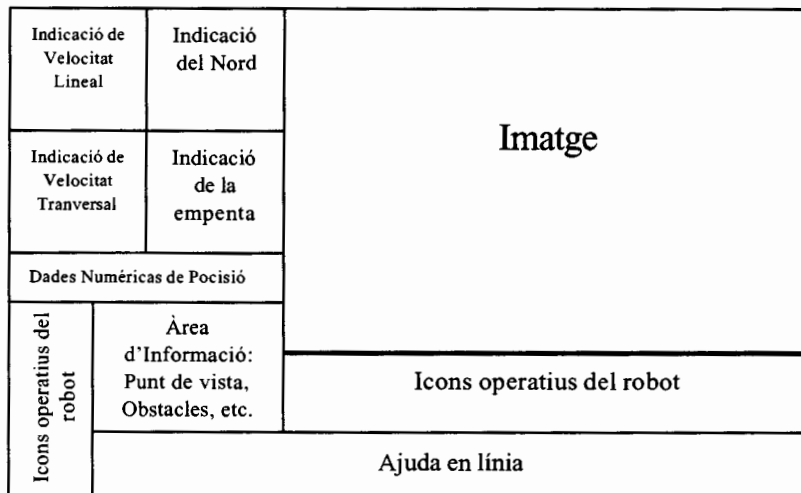 Indicació de
Velocitat
Lineal
Indicació
del Nord
Imatge
Indicació de
Velocitat
Tranversal
Indicació
de la
empenta
Dades Numéricas de Pocisió
Icons operatius del
robot
Àrea
d'Informació:
Punt de vista,
Obstacles, etc.
Icons operatius del robot
Ajuda en línia